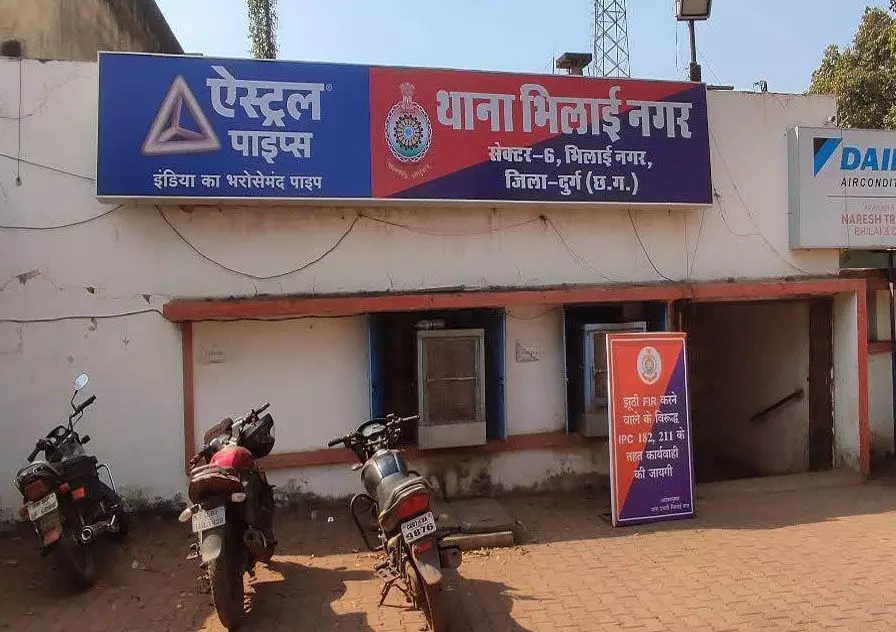 ऐस्ट्रल®
पाइप्स
इंडिया का भरोसेमंद पाइप
थाना भिलाई नगर
सेक्टर-6, भिलाई नगर,
जिला-दुर्ग (छ.ग.)
DAI
AIRCONDIT
NARESH TR
BHILAI & D
झूठी FIR करने
वाले के विरूद्ध
IPC 182, 211 के
तहत कार्यवाही
की जायगी
9876